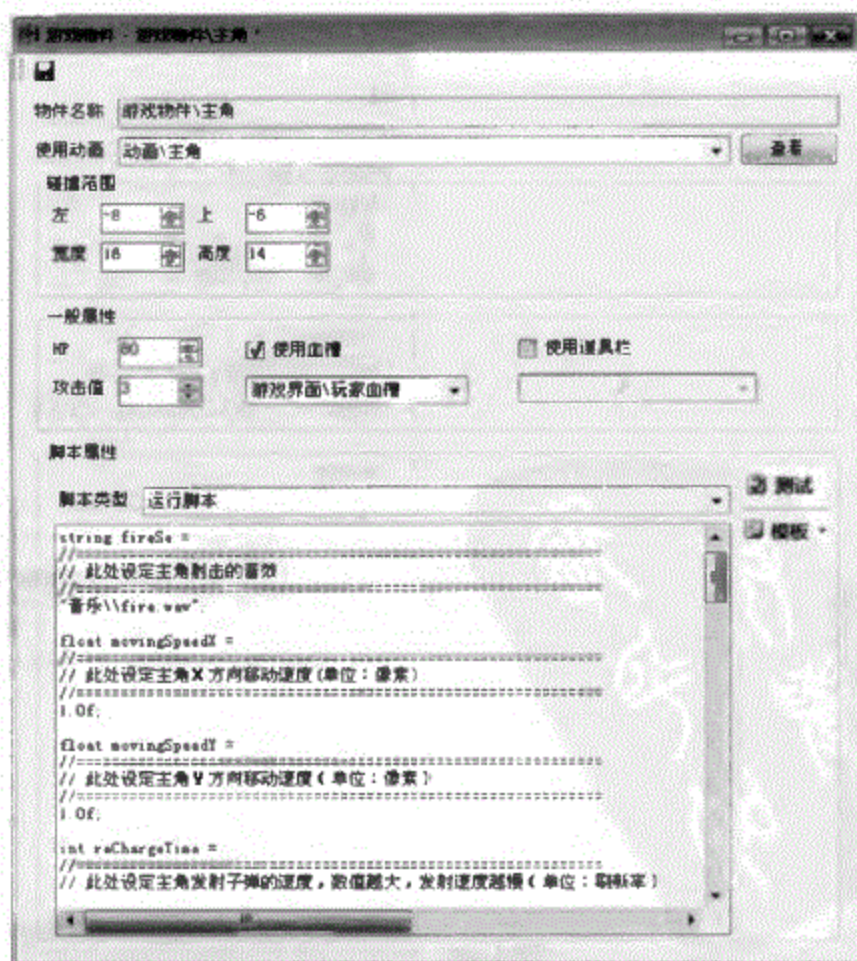 游戏物件 - 游戏物件\主角 *
物件名称 游戏物件\主角
使用动画 动画\主角 查看
碰撞范围
左 -8 上 -6
宽度 16 高度 14
一般属性
HP 60 使用血槽 使用道具栏
攻击值 3 游戏界面\玩家血槽
脚本属性
脚本类型 运行脚本 测试
模板
string fireSe =
//==========================================================
// 此处设定主角射击的音效
//==========================================================
"音乐\\fire.wav";
float movingSpeedX =
//==========================================================
// 此处设定主角X方向移动速度(单位：像素)
//==========================================================
1.0f;
float movingSpeedY =
//==========================================================
// 此处设定主角Y方向移动速度(单位：像素)
//==========================================================
1.0f;
int reChargeTime =
//==========================================================
// 此处设定主角发射子弹的速度，数值越大，发射速度越慢(单位：刷新率)